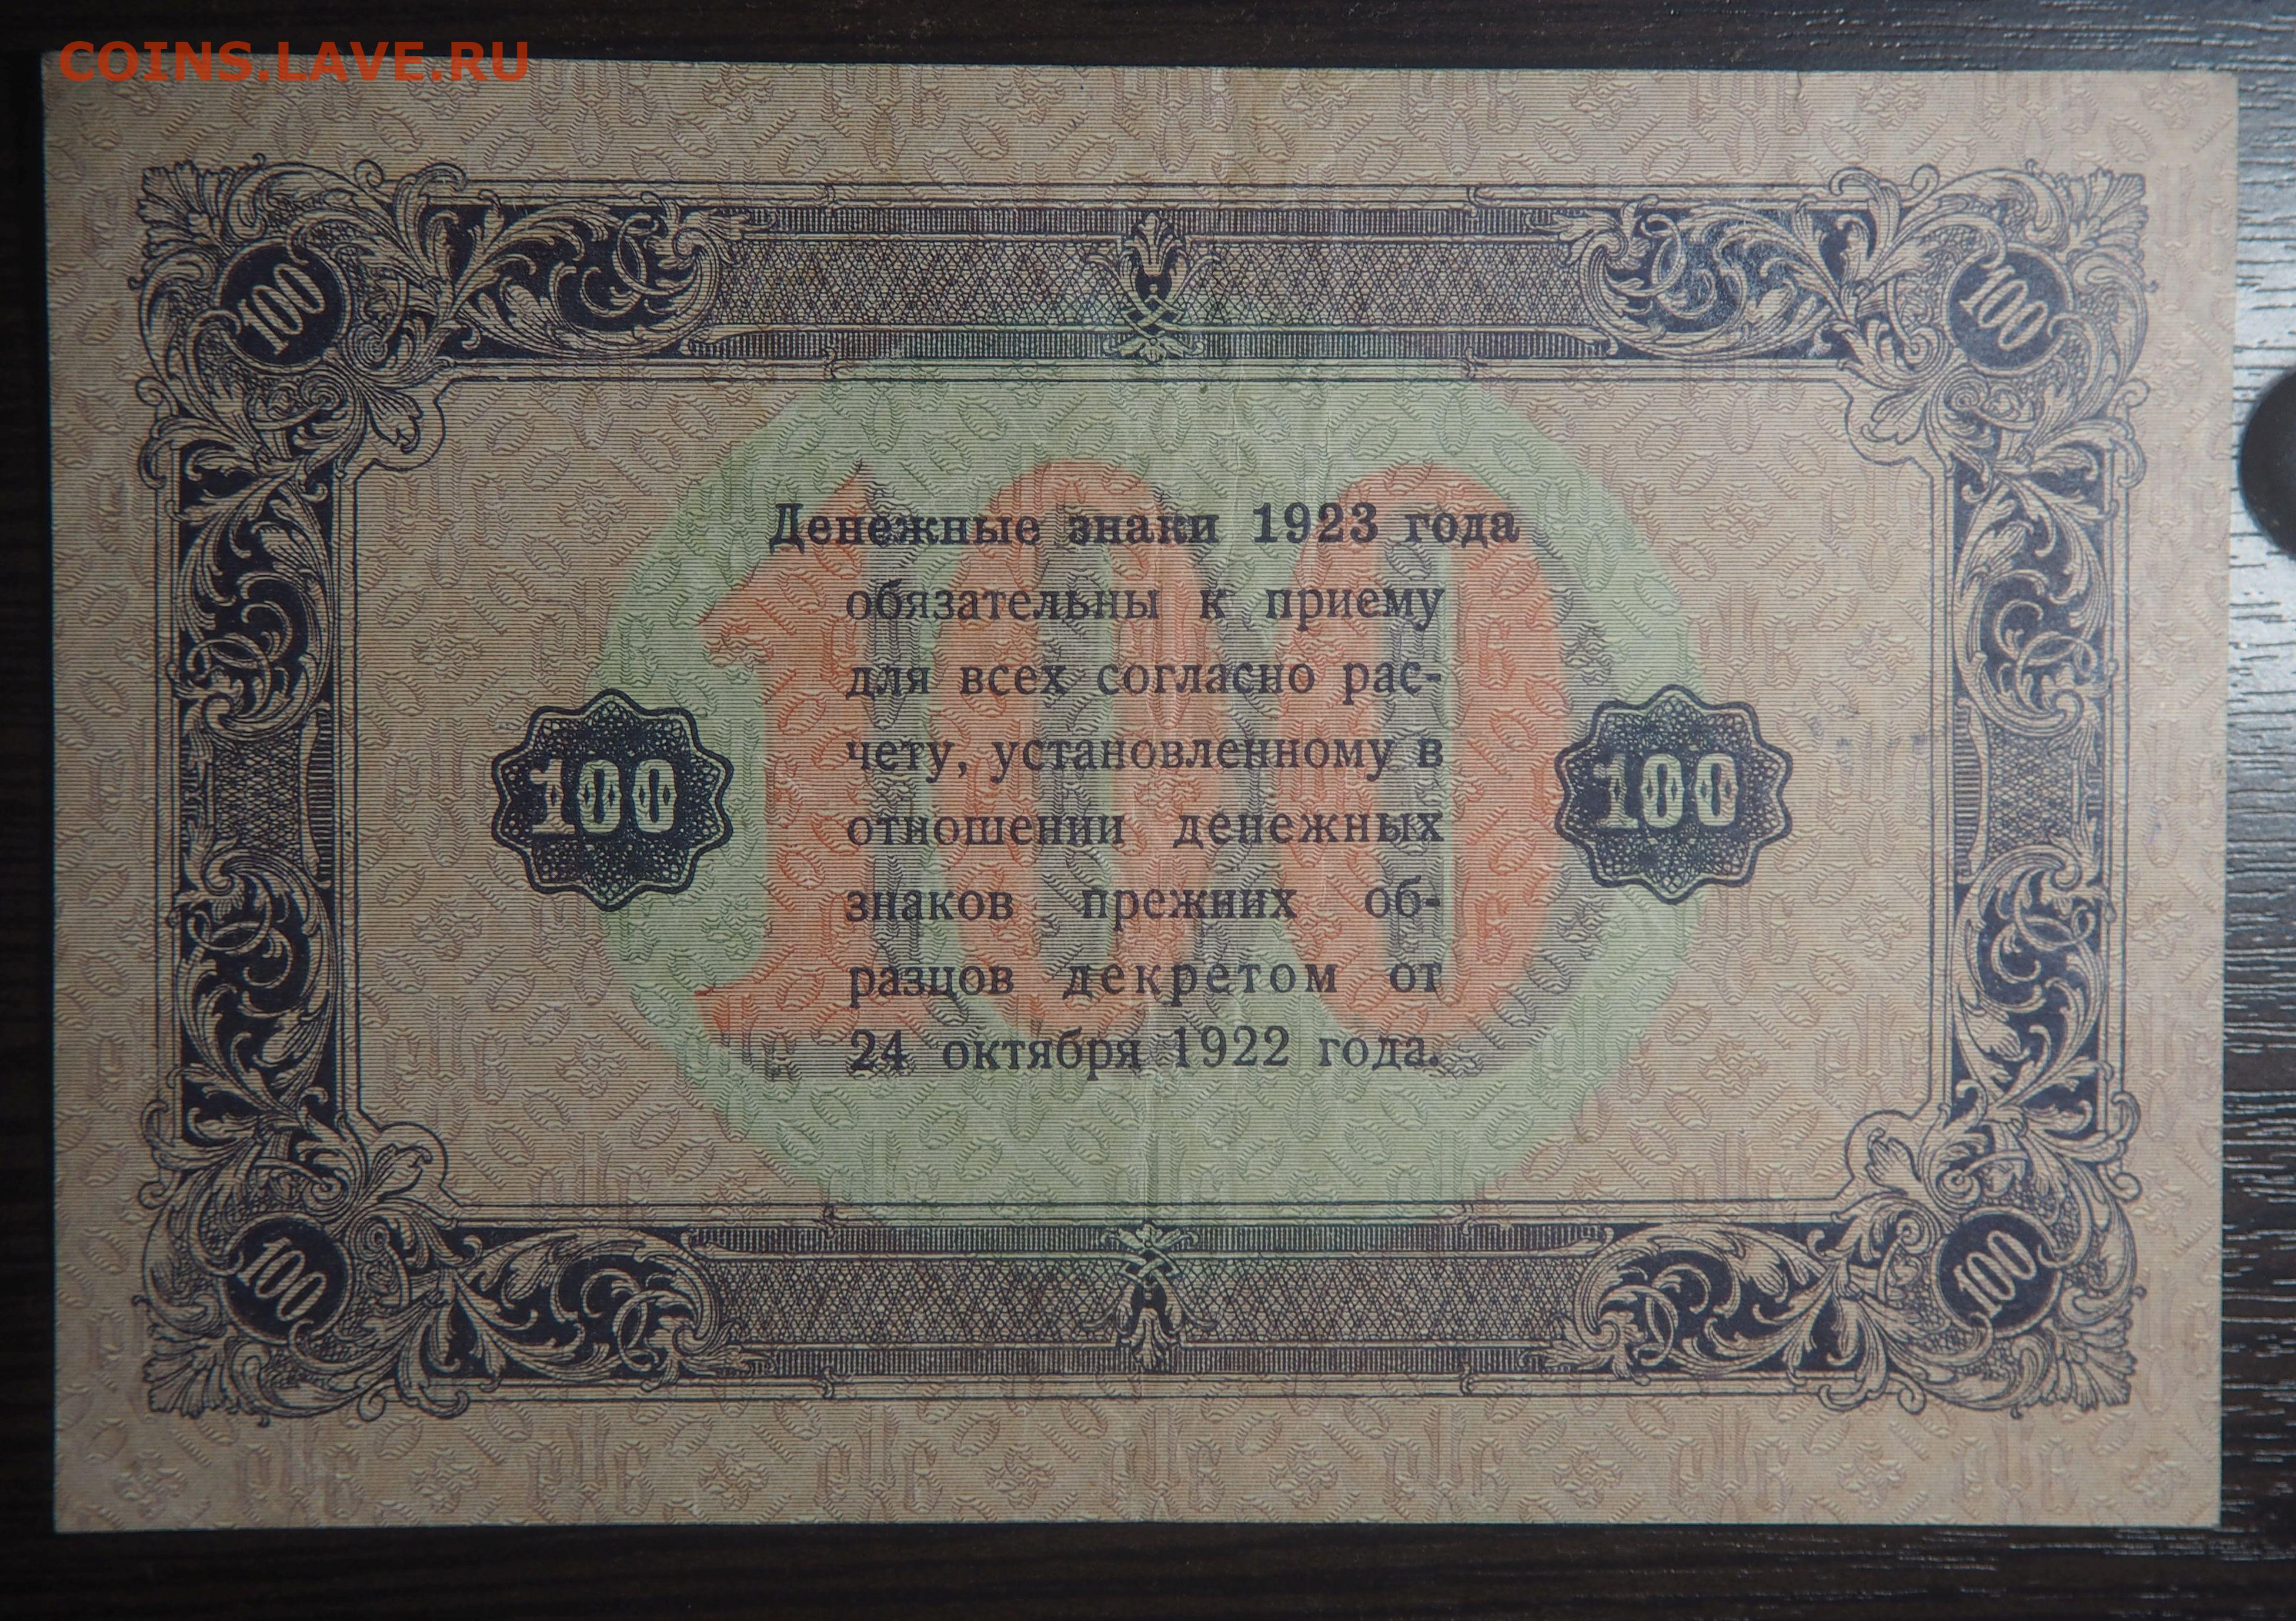 COINS.LAVE.RU
100 100
Денежные знаки 1923 года
обязательны к приему
для всех согласно рас-
чету, установленному в
отношении денежных
знаков прежних об-
разцов декретом от
24 октября 1922 года.
100
100 100
100 100